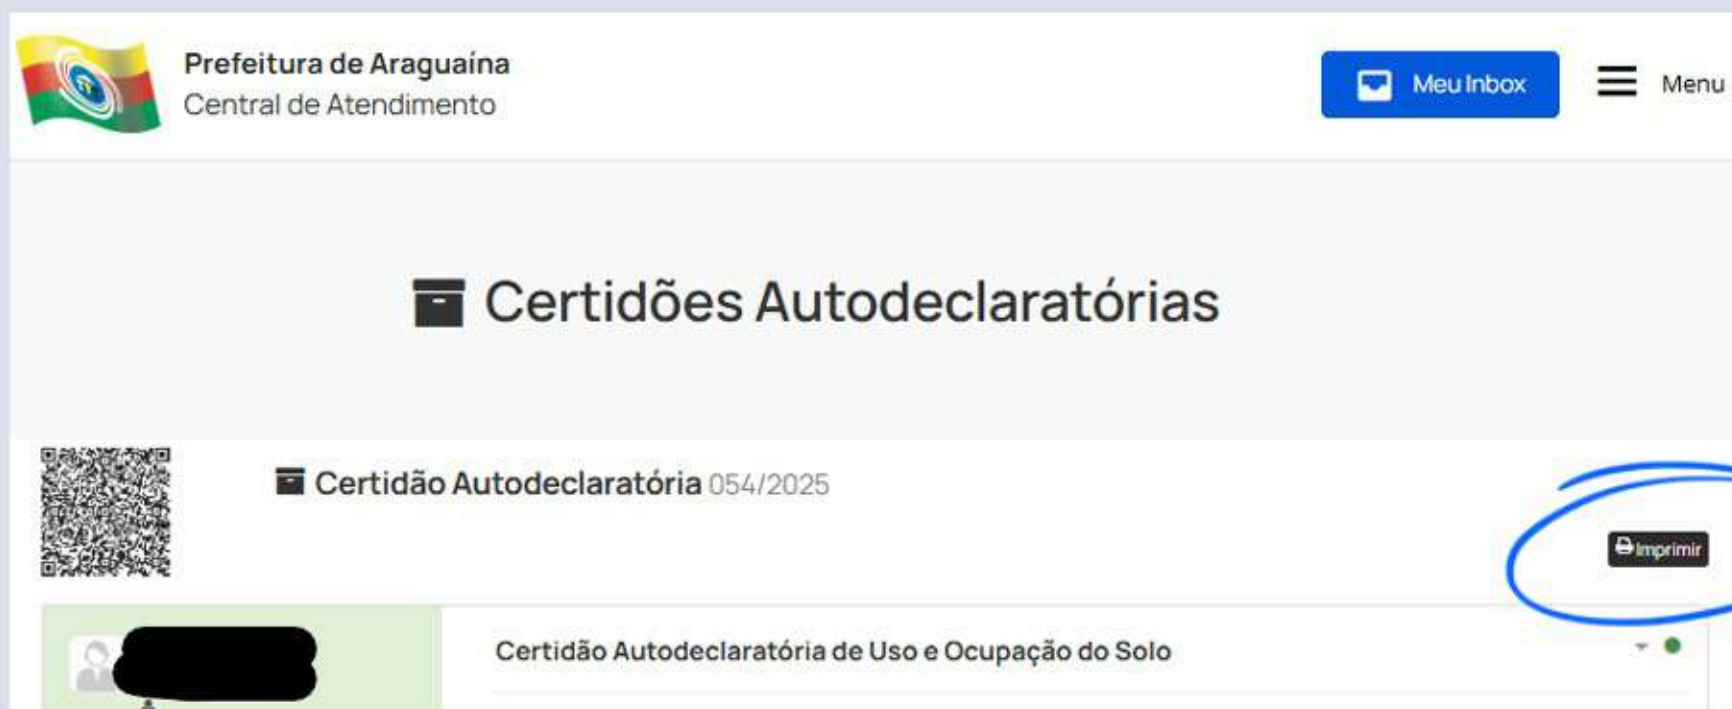 Prefeitura de Araguaína
Central de Atendimento
Meu Inbox
Menu
Certidões Autodeclaratórias
Certidão Autodeclaratória 054/2025
Imprimir
Certidão Autodeclaratória de Uso e Ocupação do Solo